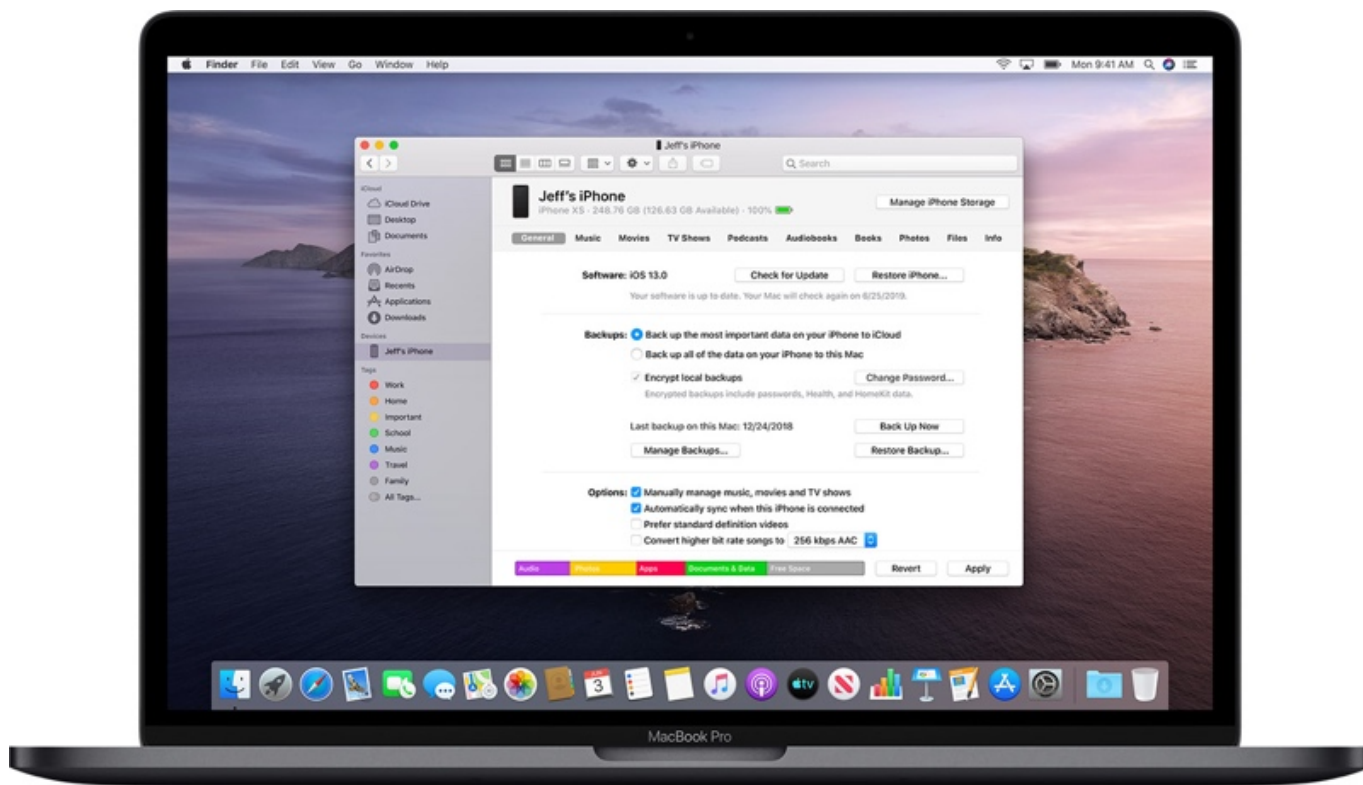 Finder File Edit View Go Window Help Mon 9:41 AM
Jeff's iPhone
Search
iCloud
iCloud Drive
Desktop
Documents
Favorites
AirDrop
Recents
Applications
Downloads
Devices
Jeff's iPhone
Tags
Work
Home
Important
School
Music
Travel
Family
All Tags...
Jeff's iPhone
iPhone XS · 248.76 GB (126.63 GB Available) · 100%
Manage iPhone Storage
General Music Movies TV Shows Podcasts Audiobooks Books Photos Files Info
Software: iOS 13.0 Check for Update Restore iPhone...
Your software is up to date. Your Mac will check again on 6/25/2019.
Backups: Back up the most important data on your iPhone to iCloud
Back up all of the data on your iPhone to this Mac
Encrypt local backups Change Password...
Encrypted backups include passwords, Health, and HomeKit data.
Last backup on this Mac: 12/24/2018 Back Up Now
Manage Backups... Restore Backup...
Options: Manually manage music, movies and TV shows
Automatically sync when this iPhone is connected
Prefer standard definition videos
Convert higher bit rate songs to 256 kbps AAC
Audio Photos Apps Documents & Data Free Space Revert Apply
JUN
3
tv
MacBook Pro